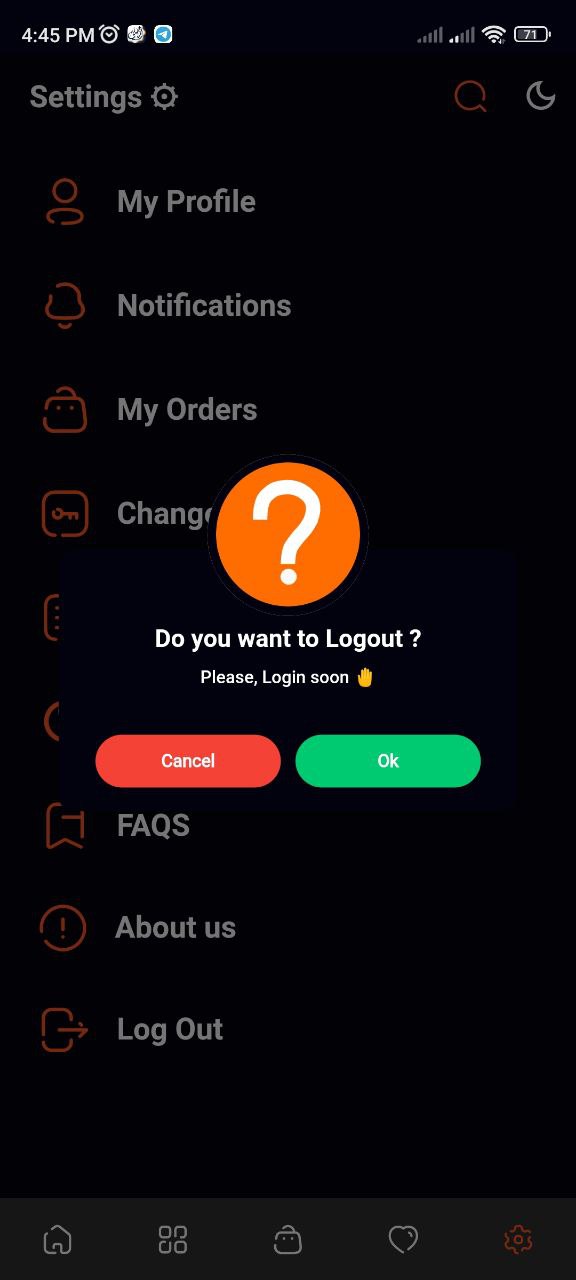 4:45 PM
71
Settings
My Profile
Notifications
My Orders
Change
?
Do you want to Logout ?
Please, Login soon 🤚
Cancel
Ok
FAQS
About us
Log Out